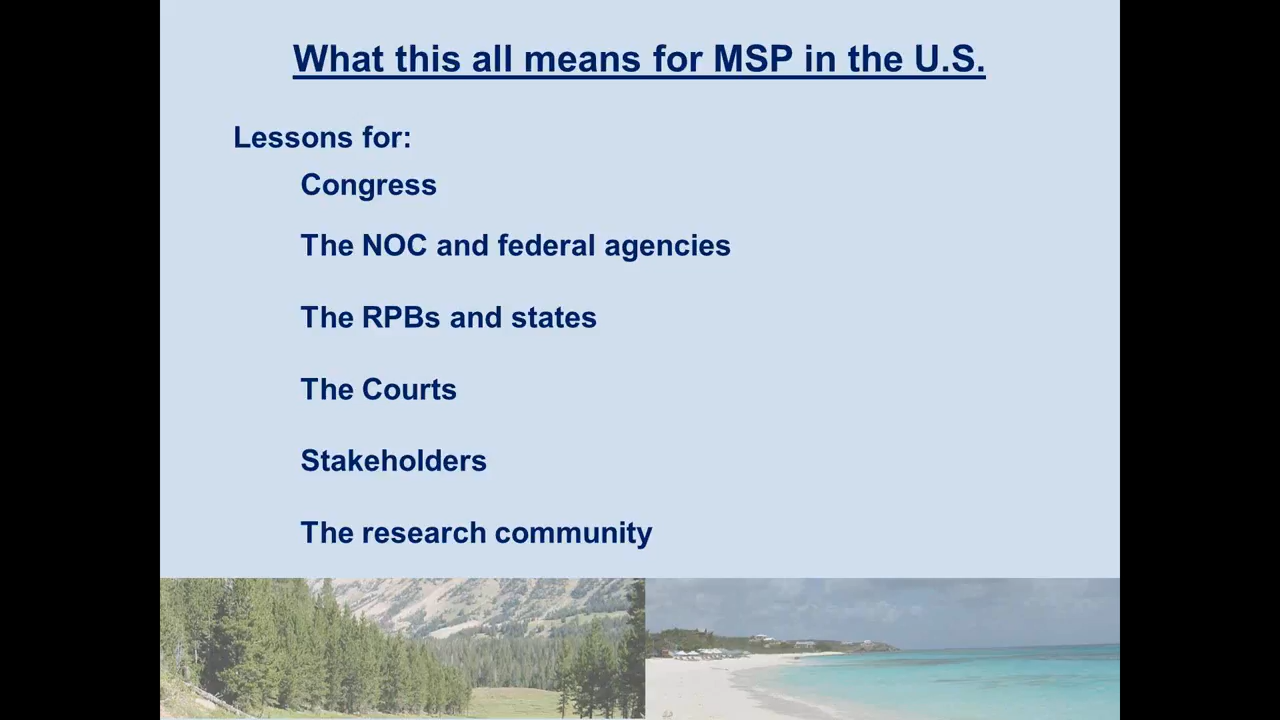 What this all means for MSP in the U.S.
Lessons for:
Congress
The NOC and federal agencies
The RPBs and states
The Courts
Stakeholders
The research community